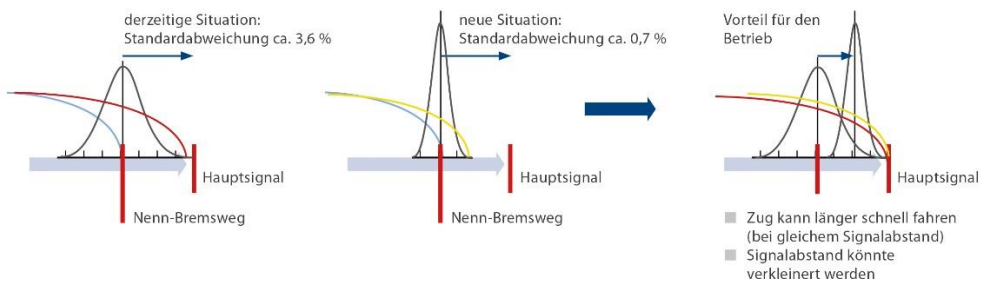 derzeitige Situation:
Standardabweichung ca. 3,6 %
Hauptsignal
Nenn-Bremsweg
neue Situation:
Standardabweichung ca. 0,7 %
Hauptsignal
Nenn-Bremsweg
Vorteil für den
Betrieb
Hauptsignal
Zug kann länger schnell fahren
(bei gleichem Signalabstand)
Signalabstand könnte
verkleinert werden